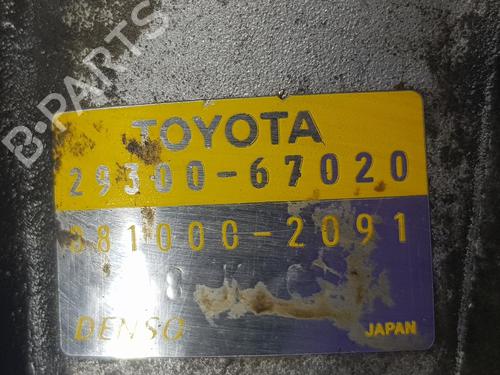 B-PARTS
TOYOTA
29300-67020
081000-2091
DENSO
JAPAN